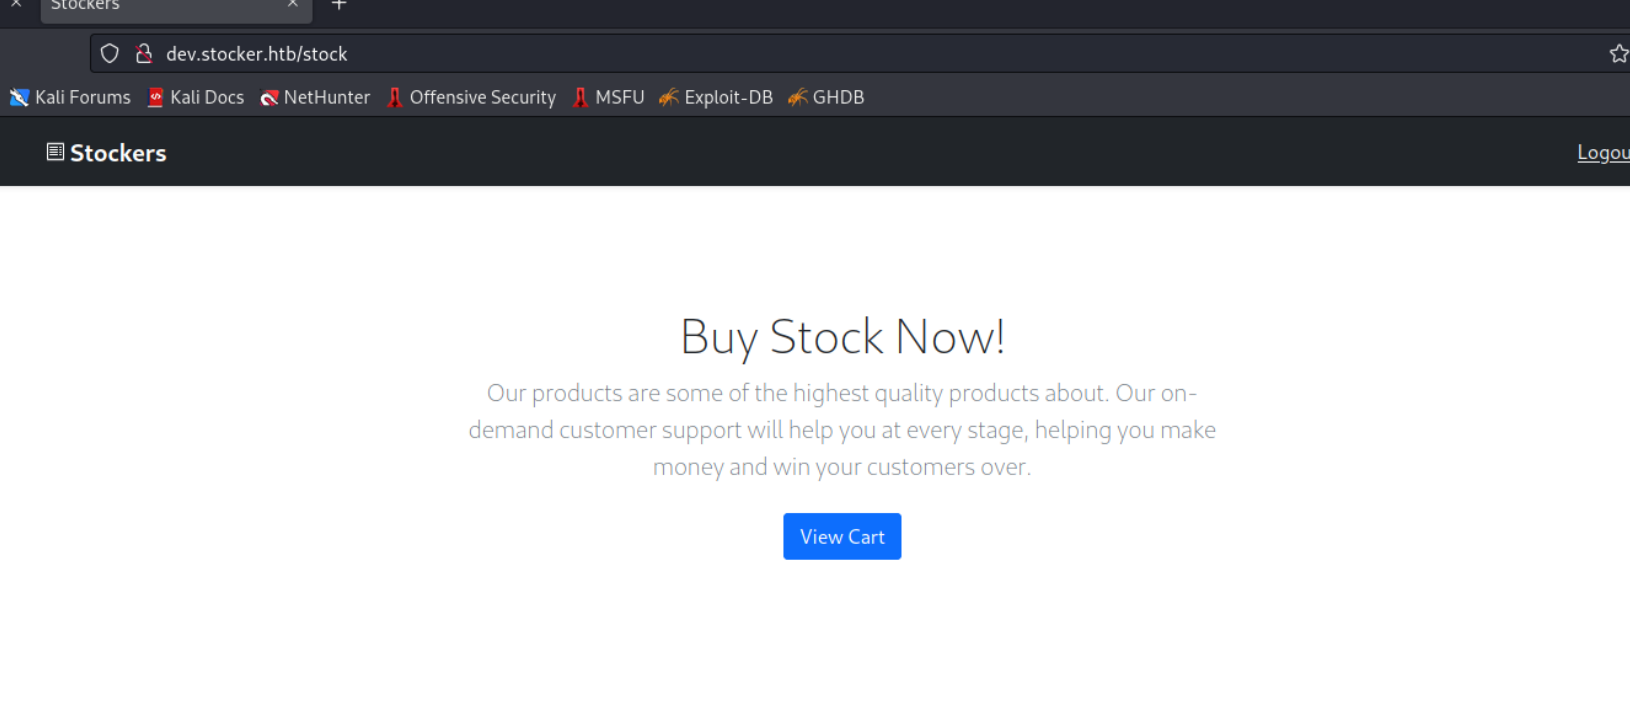 Stockers
dev.stocker.htb/stock
Kali Forums Kali Docs NetHunter Offensive Security MSFU Exploit-DB GHDB
Stockers Logou
Buy Stock Now!
Our products are some of the highest quality products about. Our on-
demand customer support will help you at every stage, helping you make
money and win your customers over.
View Cart